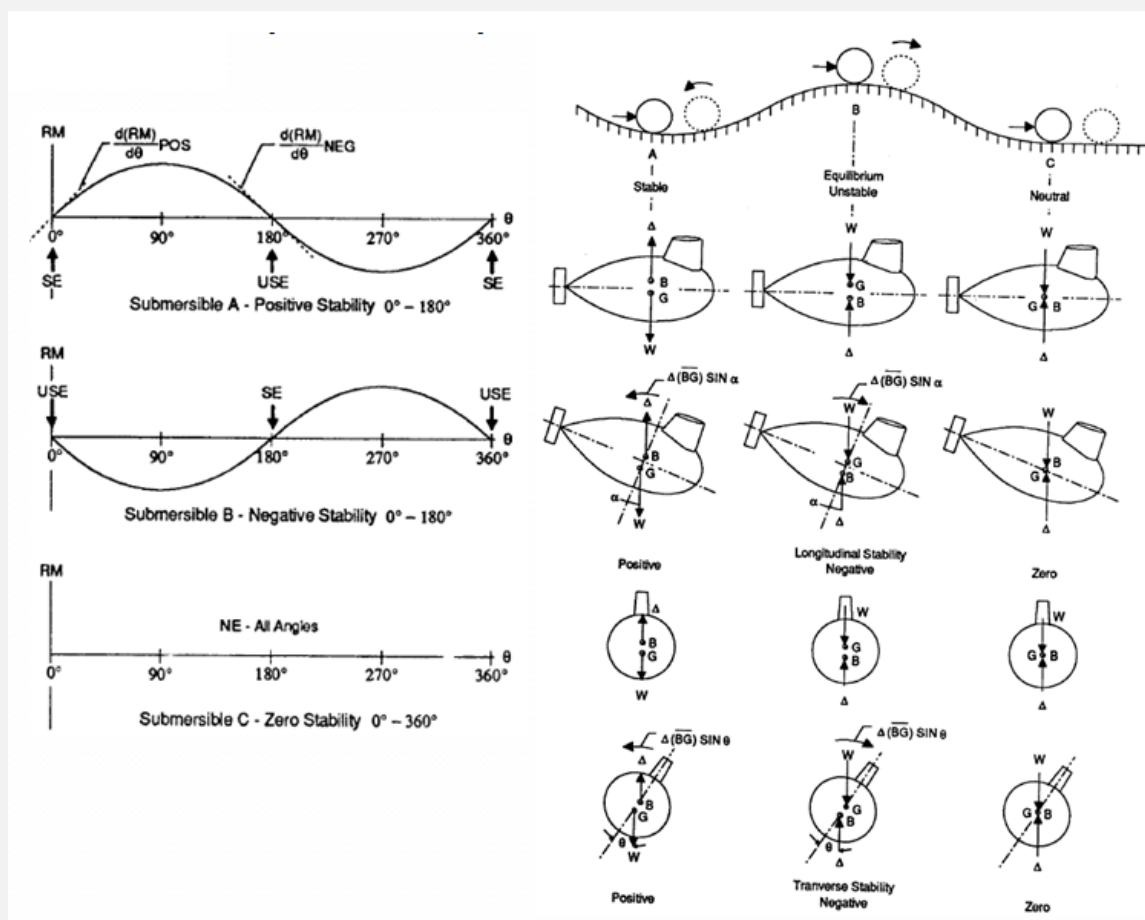 RM
d(RM)
dθ
POS
d(RM)
dθ
NEG
θ
0°
90°
180°
270°
360°
SE
USE
SE
Submersible A - Positive Stability 0° – 180°
RM
USE
SE
USE
θ
0°
90°
180°
270°
360°
Submersible B - Negative Stability 0° – 180°
RM
NE - All Angles
θ
0°
90°
180°
270°
360°
Submersible C - Zero Stability 0° – 360°
A
B
C
Stable
Equilibrium
Unstable
Neutral
Δ
B
G
W
W
G
B
Δ
W
G B
Δ
Δ(BG) SIN α
Δ
B
G
α
W
Δ(BG) SIN α
W
G
B
α
Δ
W
G
Δ
Positive
Longitudinal Stability
Negative
Zero
Δ
B
G
W
W
G
B
Δ
W
G B
Δ
Δ(BG) SIN θ
Δ
B
G
θ
W
Δ(BG) SIN θ
W
G
B
θ
Δ
W
G B
Δ
Positive
Tranverse Stability
Negative
Zero